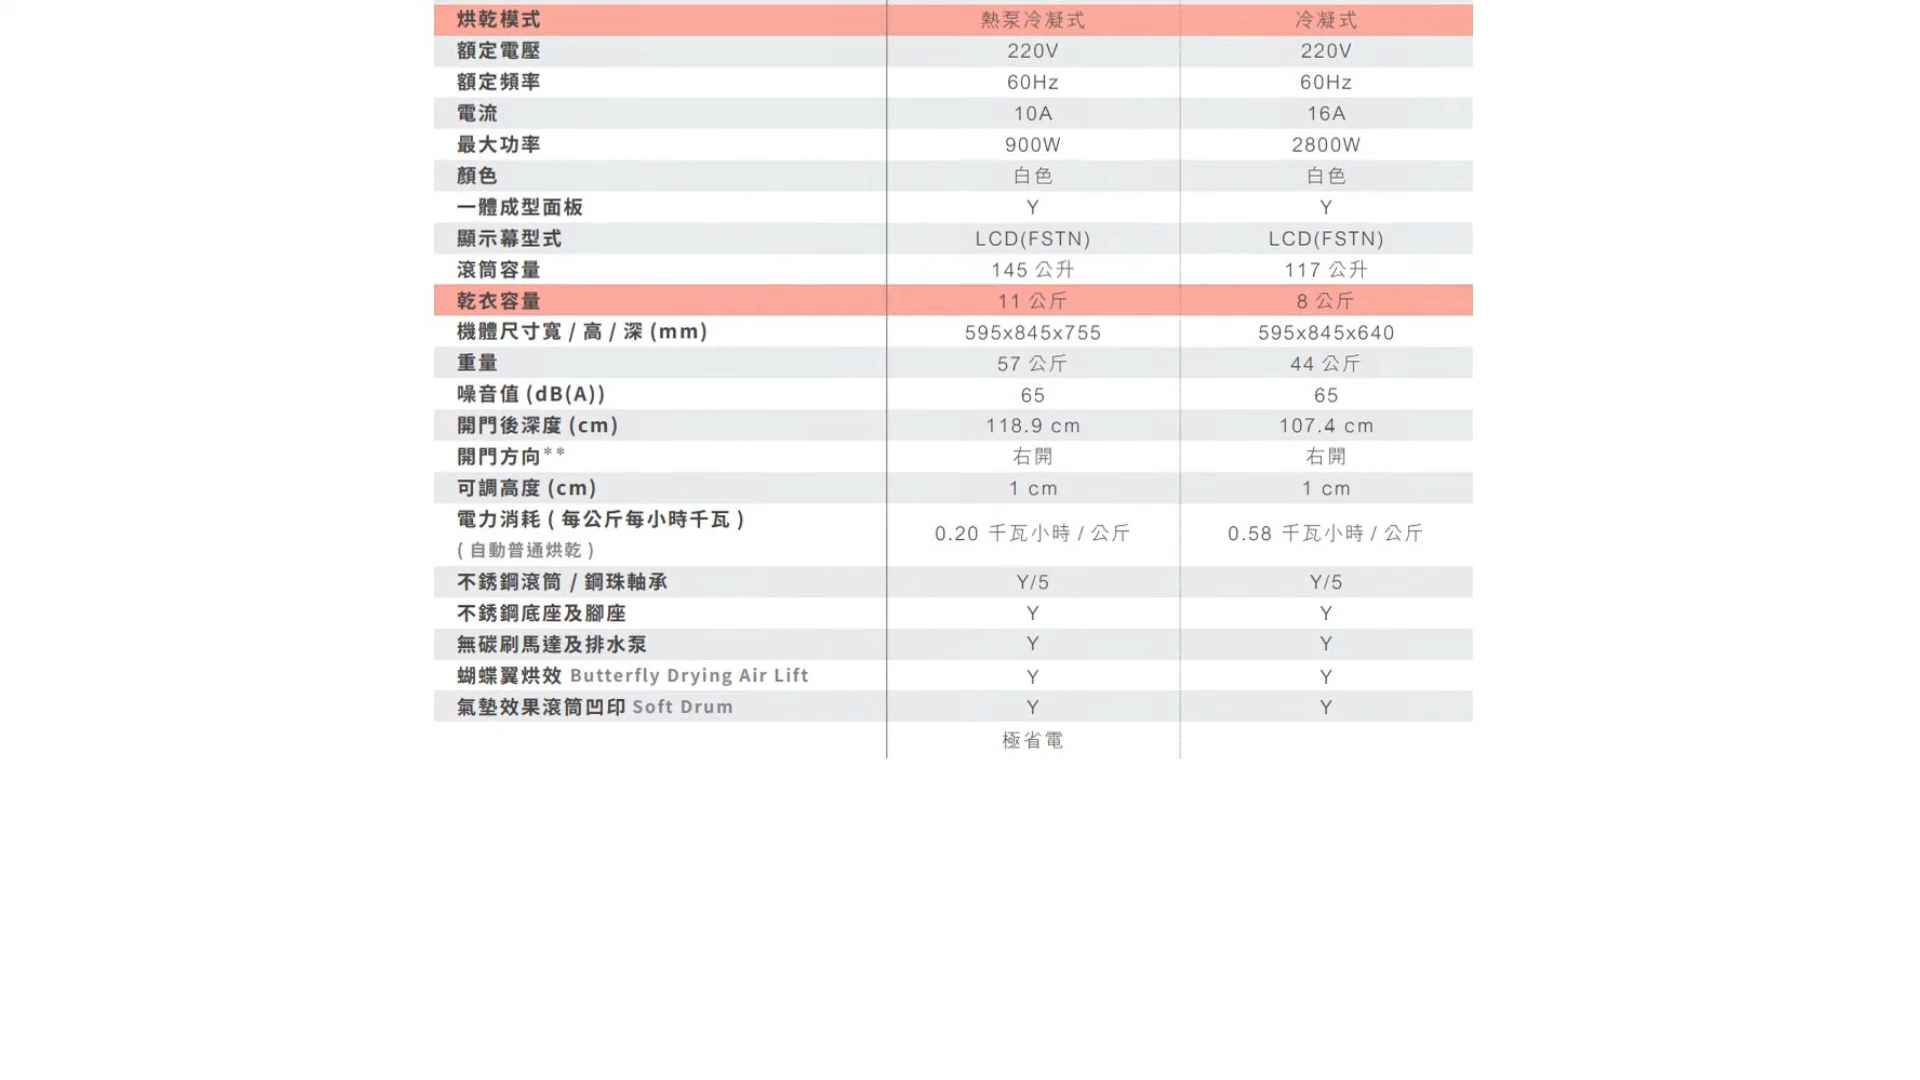 烘乾模式 熱泵冷凝式 冷凝式
額定電壓 220V 220V
額定頻率 60Hz 60Hz
電流 10A 16A
最大功率 900W 2800W
顏色 白色 白色
一體成型面板 Y Y
顯示幕型式 LCD(FSTN) LCD(FSTN)
滾筒容量 145 公升 117 公升
乾衣容量 11 公斤 8 公斤
機體尺寸寬 / 高 / 深 (mm) 595x845x755 595x845x640
重量 57 公斤 44 公斤
噪音值 (dB(A)) 65 65
開門後深度 (cm) 118.9 cm 107.4 cm
開門方向** 右開 右開
可調高度 (cm) 1 cm 1 cm
電力消耗 ( 每公斤每小時千瓦 ) 0.20 千瓦小時 / 公斤 0.58 千瓦小時 / 公斤
( 自動普通烘乾 )
不銹鋼滾筒 / 鋼珠軸承 Y/5 Y/5
不銹鋼底座及腳座 Y Y
無碳刷馬達及排水泵 Y Y
蝴蝶翼烘效 Butterfly Drying Air Lift Y Y
氣墊效果滾筒凹印 Soft Drum Y Y
極省電